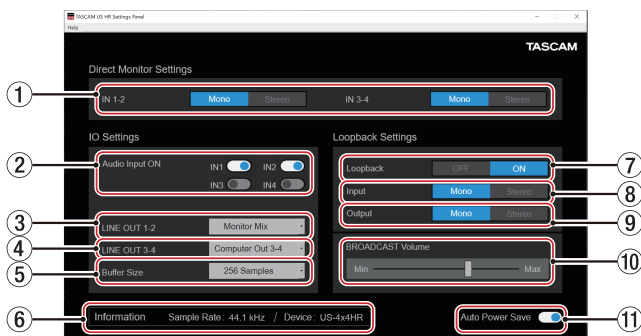 TASCAM US HR Settings Panel
Help
TASCAM
Direct Monitor Settings
1 IN 1-2 Mono Stereo IN 3-4 Mono Stereo
IO Settings Loopback Settings
2 Audio Input ON IN1 IN2
IN3 IN4
Loopback OFF ON 7
Input Mono Stereo 8
Output Mono Stereo 9
3 LINE OUT 1-2 Monitor Mix
4 LINE OUT 3-4 Computer Out 3-4
5 Buffer Size 256 Samples
BROADCAST Volume
Min Max 10
6 Information Sample Rate : 44.1 kHz / Device : US-4x4HR
Auto Power Save 11